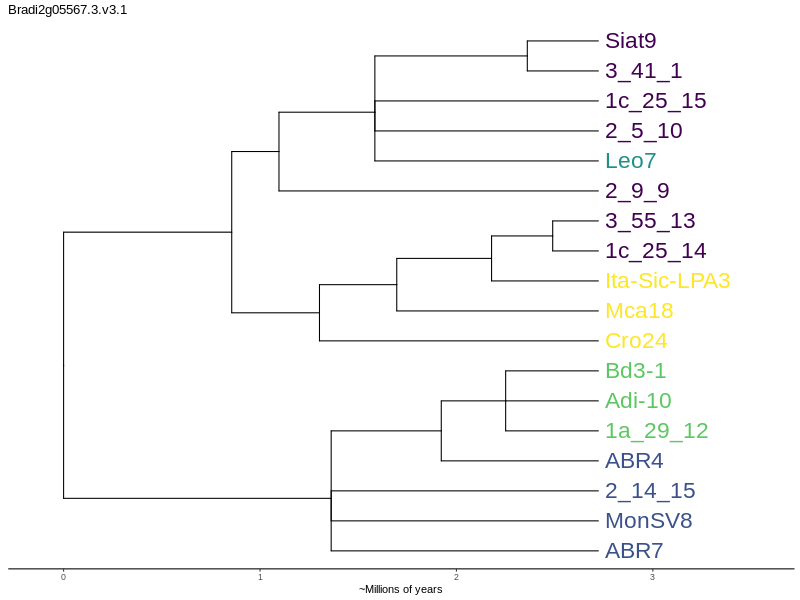 Bradi2g05567.3.v3.1
Siat9
3_41_1
1c_25_15
2_5_10
Leo7
2_9_9
3_55_13
1c_25_14
Ita-Sic-LPA3
Mca18
Cro24
Bd3-1
Adi-10
1a_29_12
ABR4
2_14_15
MonSV8
ABR7
0 1 2 3
~Millions of years